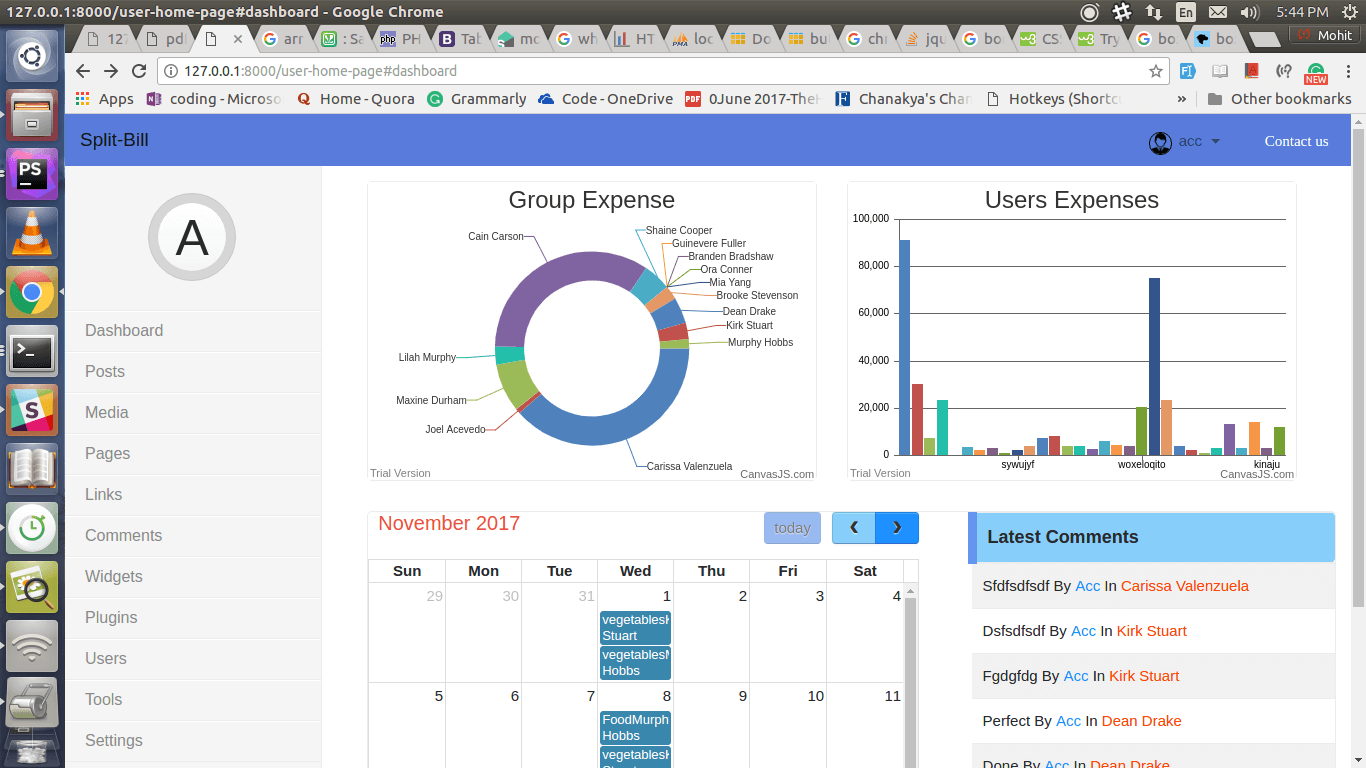 127.0.0.1:8000/user-home-page#dashboard - Google Chrome
En 5:44 PM
127 pdf arr : Sa PH Tab mo wh HT loc Do bu chr jqu bo CSS Try bo bo Mohit
127.0.0.1:8000/user-home-page#dashboard
NEW
Apps coding - Microso Home - Quora Grammarly Code - OneDrive 0June 2017-TheH Chanakya's Chan Hotkeys (Shortcu » Other bookmarks
Split-Bill acc Contact us
A
Dashboard
Posts
Media
Pages
Links
Comments
Widgets
Plugins
Users
Tools
Settings
Group Expense
Shaine Cooper
Cain Carson
Guinevere Fuller
Branden Bradshaw
Ora Conner
Mia Yang
Brooke Stevenson
Dean Drake
Kirk Stuart
Murphy Hobbs
Lilah Murphy
Maxine Durham
Joel Acevedo
Carissa Valenzuela
Trial Version CanvasJS.com
Users Expenses
100,000
80,000
60,000
40,000
20,000
0
sywujyf woxeloqito kinaju
Trial Version CanvasJS.com
November 2017 today
Sun Mon Tue Wed Thu Fri Sat
29 30 31 1 2 3 4
vegetablesK
Stuart
vegetablesM
Hobbs
5 6 7 8 9 10 11
FoodMurph
Hobbs
vegetablesK
Latest Comments
Sfdfsdfsdf By Acc In Carissa Valenzuela
Dsfsdfsdf By Acc In Kirk Stuart
Fgdgfdg By Acc In Kirk Stuart
Perfect By Acc In Dean Drake
Done By Acc In Dean Drake